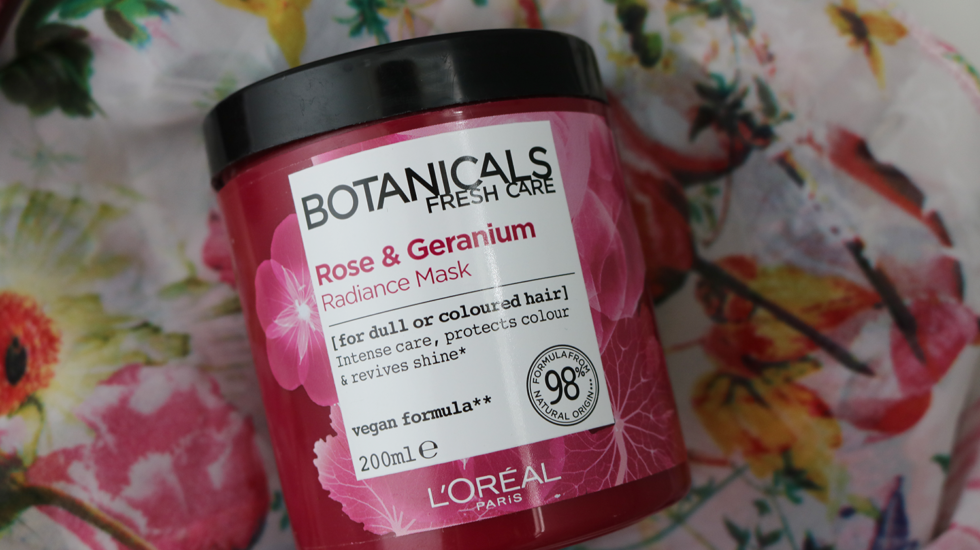 BOTANICALS
FRESH CARE
Rose & Geranium
Radiance Mask
[for dull or coloured hair]
Intense care, protects colour
& revives shine*
vegan formula**
200ml ℮
FORMULA FROM
98%
NATURAL ORIGIN...
L'ORÉAL
PARIS